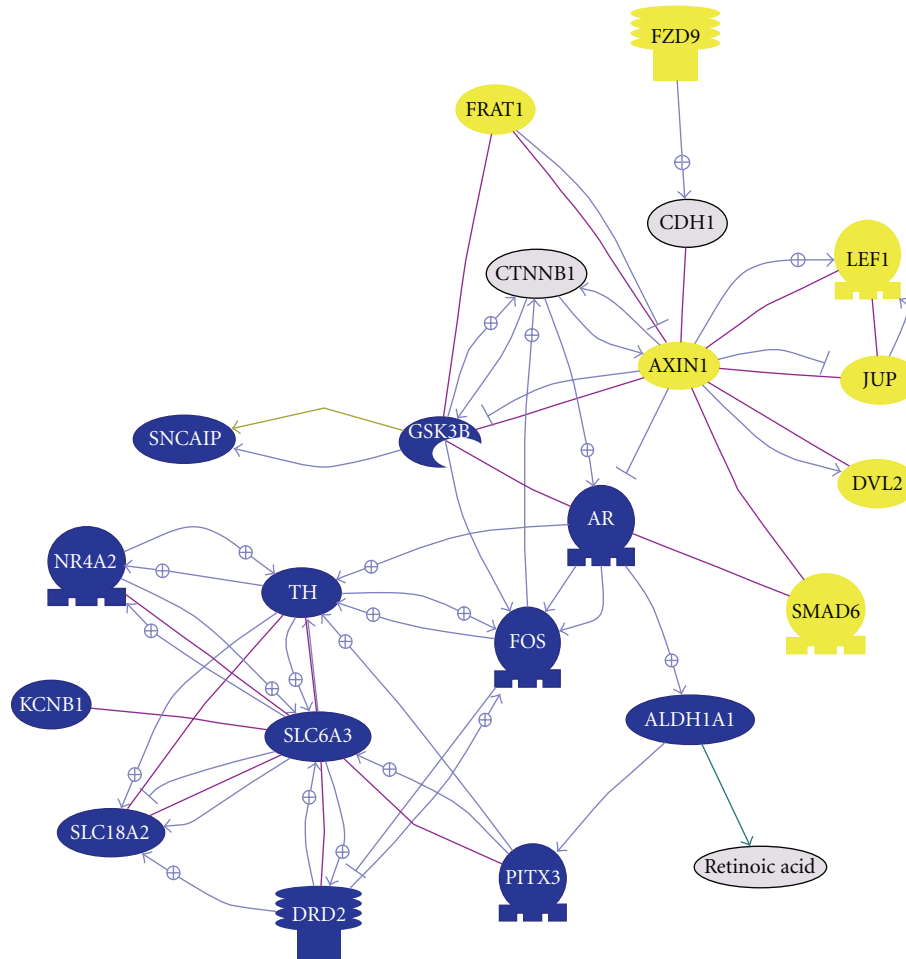 FZD9
FRAT1
CDH1
LEF1
CTNNB1
AXIN1
JUP
GSK3B
SNCAIP
DVL2
AR
NR4A2
TH
SMAD6
FOS
KCNB1
ALDH1A1
SLC6A3
SLC18A2
Retinoic acid
PITX3
DRD2